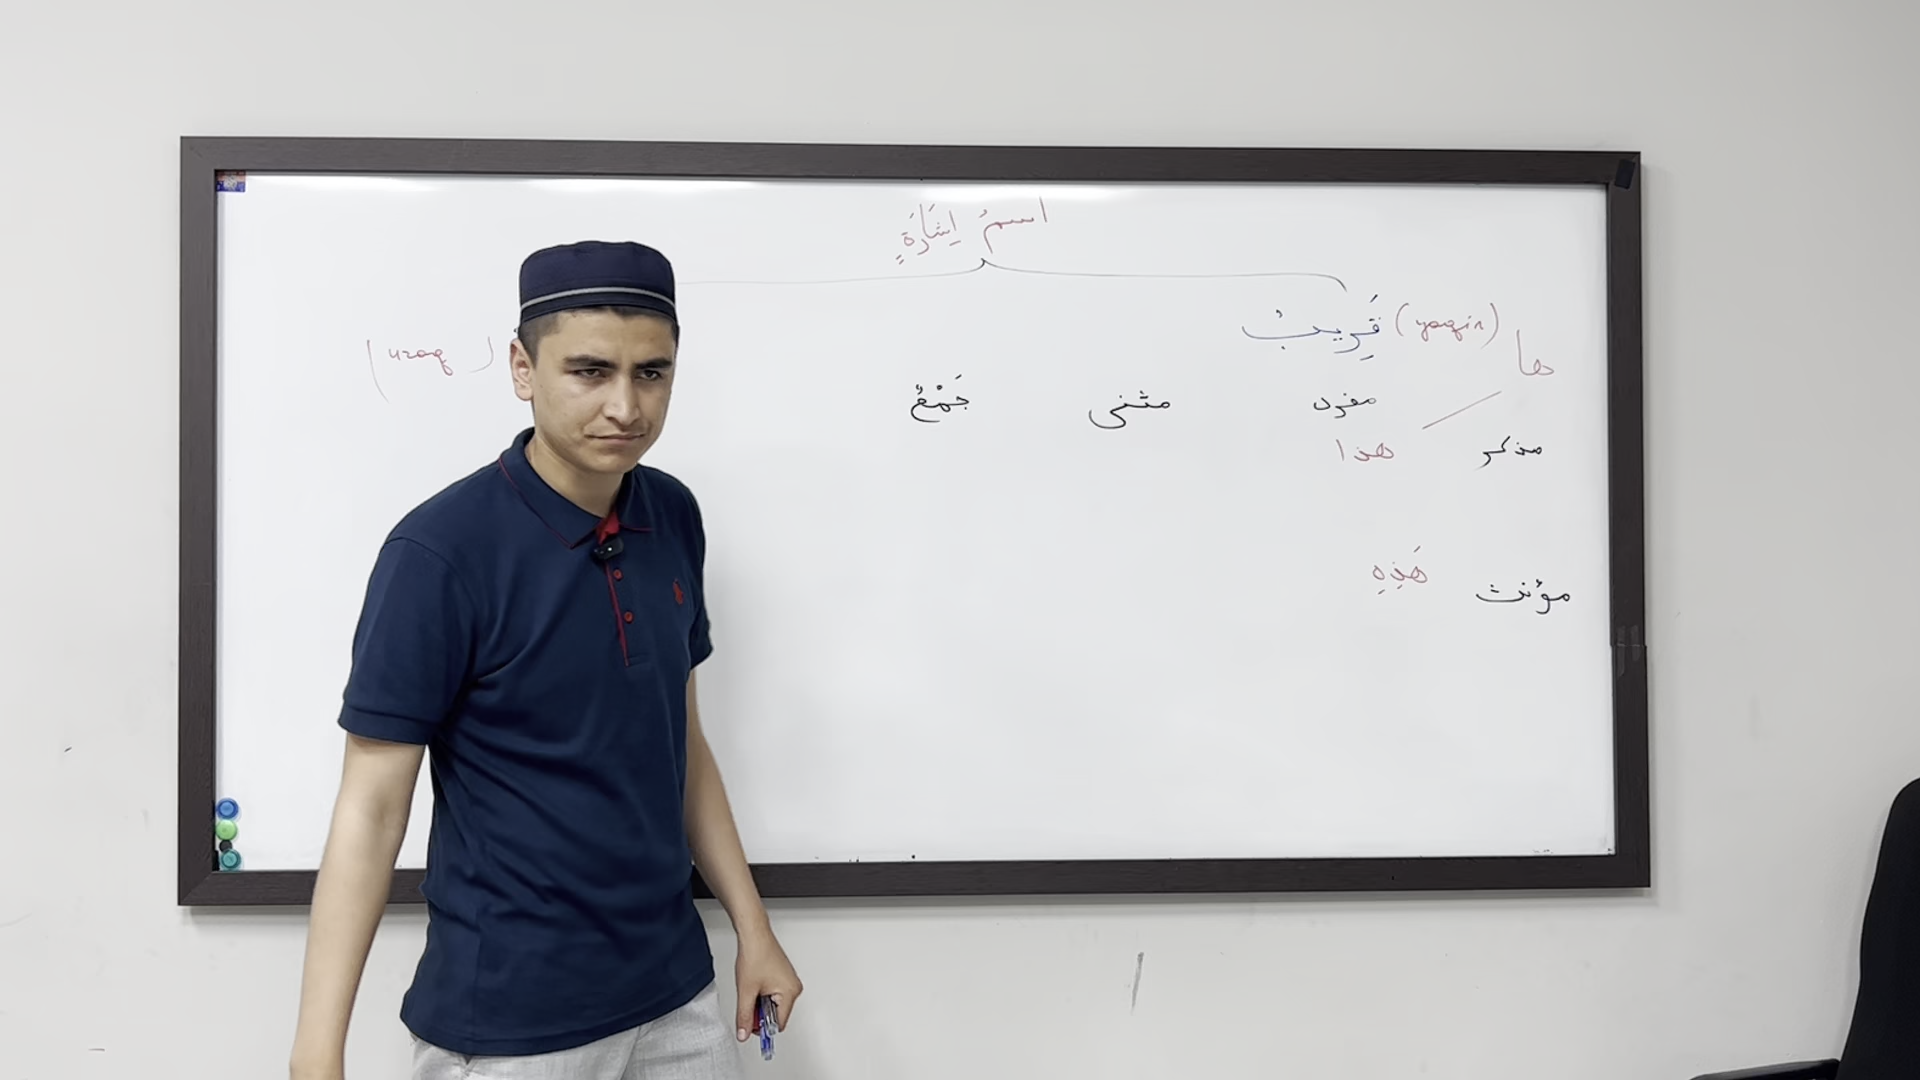 اسمُ اِشَارَةٍ
ها (yaqin) قَرِيبٌ
(uzoq)
مفرد مثنى جَمْعٌ
مذكر هذا
مؤنث هَذِهِ